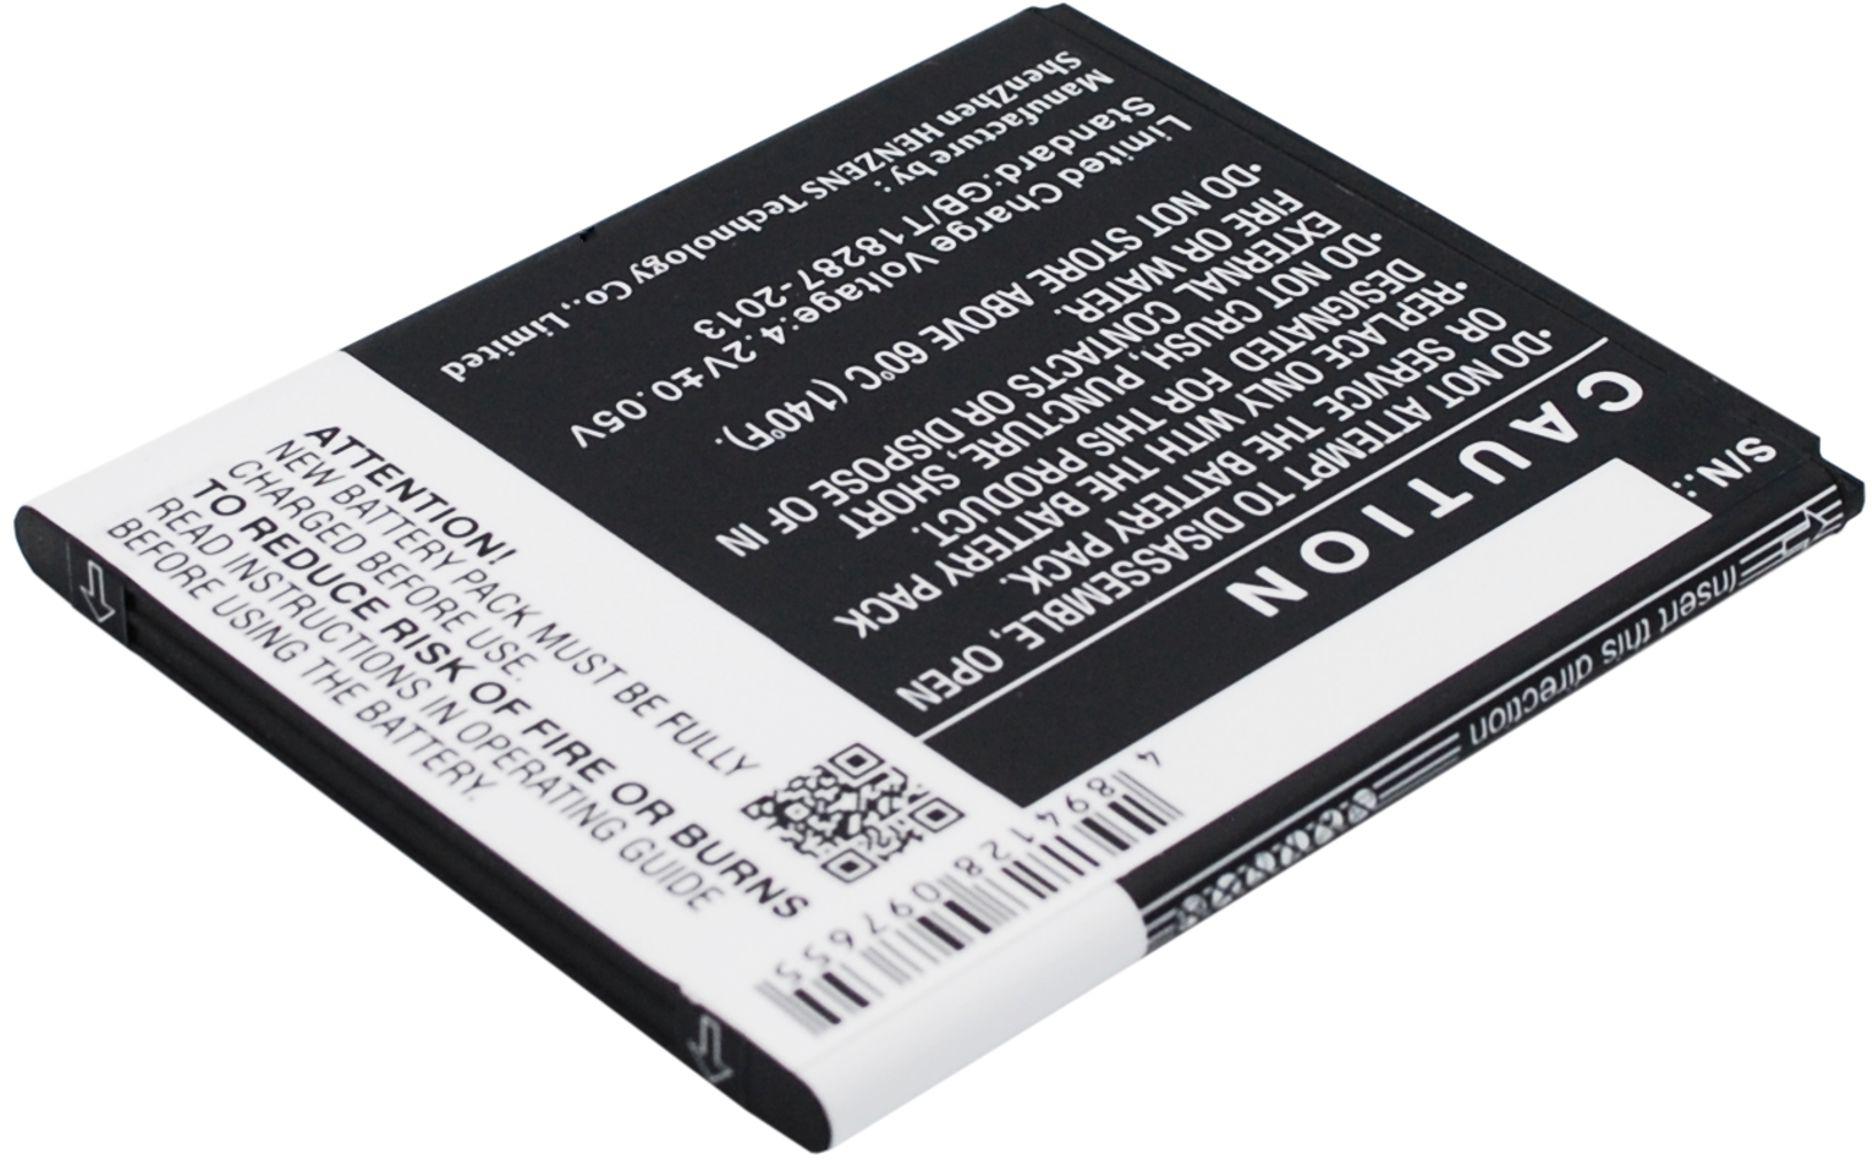 S/N.:
CAUTION
•DO NOT ATTEMPT TO DISASSEMBLE, OPEN
OR SERVICE THE BATTERY PACK.
•REPLACE ONLY WITH THE BATTERY PACK
DESIGNATED FOR THIS PRODUCT.
•DO NOT CRUSH, PUNCTURE, SHORT
EXTERNAL CONTACTS OR DISPOSE OF IN
FIRE OR WATER.
•DO NOT STORE ABOVE 60°C (140°F).
Limited Charge Voltage:4.2V ±0.05V
Standard:GB/T18287-2013
Manufacture by:
ShenZhen HENZENS Technology Co.,Limited
ATTENTION!
NEW BATTERY PACK MUST BE FULLY
CHARGED BEFORE USE.
TO REDUCE RISK OF FIRE OR BURNS
READ INSTRUCTIONS IN OPERATING GUIDE
BEFORE USING THE BATTERY.
4 894128 097655
Insert this direction